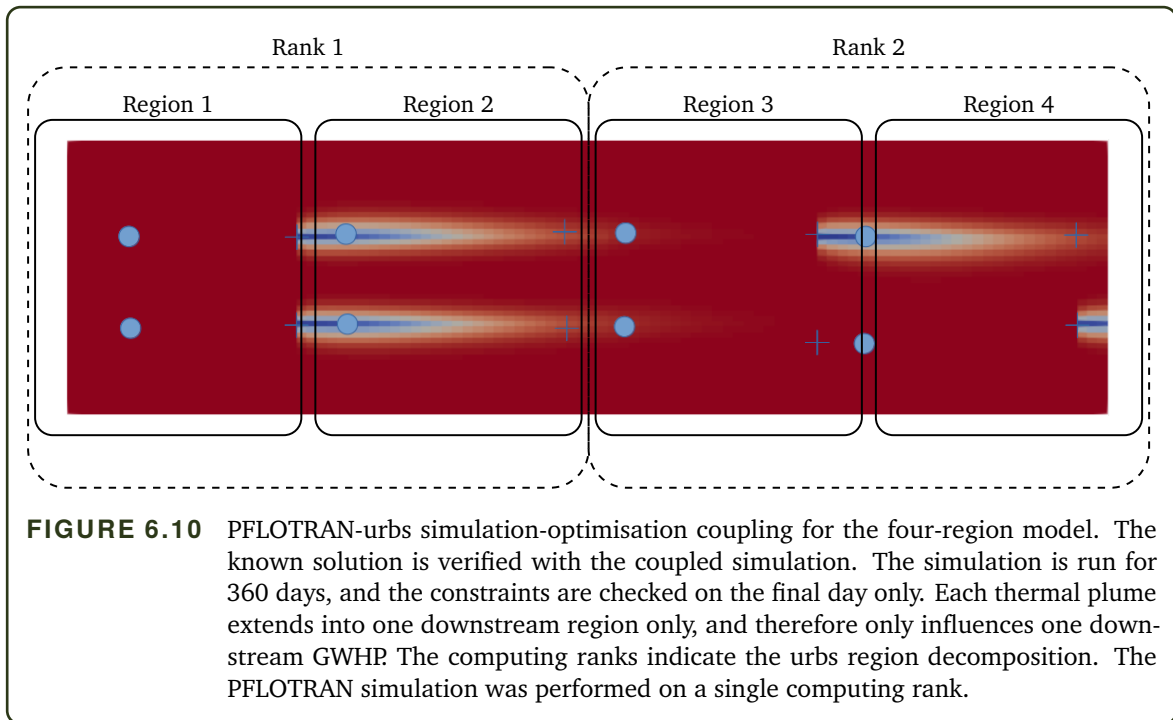 Rank 1
Rank 2
Region 1
Region 2
Region 3
Region 4
FIGURE 6.10 PFLOTRAN-urbs simulation-optimisation coupling for the four-region model. The
known solution is verified with the coupled simulation. The simulation is run for
360 days, and the constraints are checked on the final day only. Each thermal plume
extends into one downstream region only, and therefore only influences one down-
stream GWHP. The computing ranks indicate the urbs region decomposition. The
PFLOTRAN simulation was performed on a single computing rank.